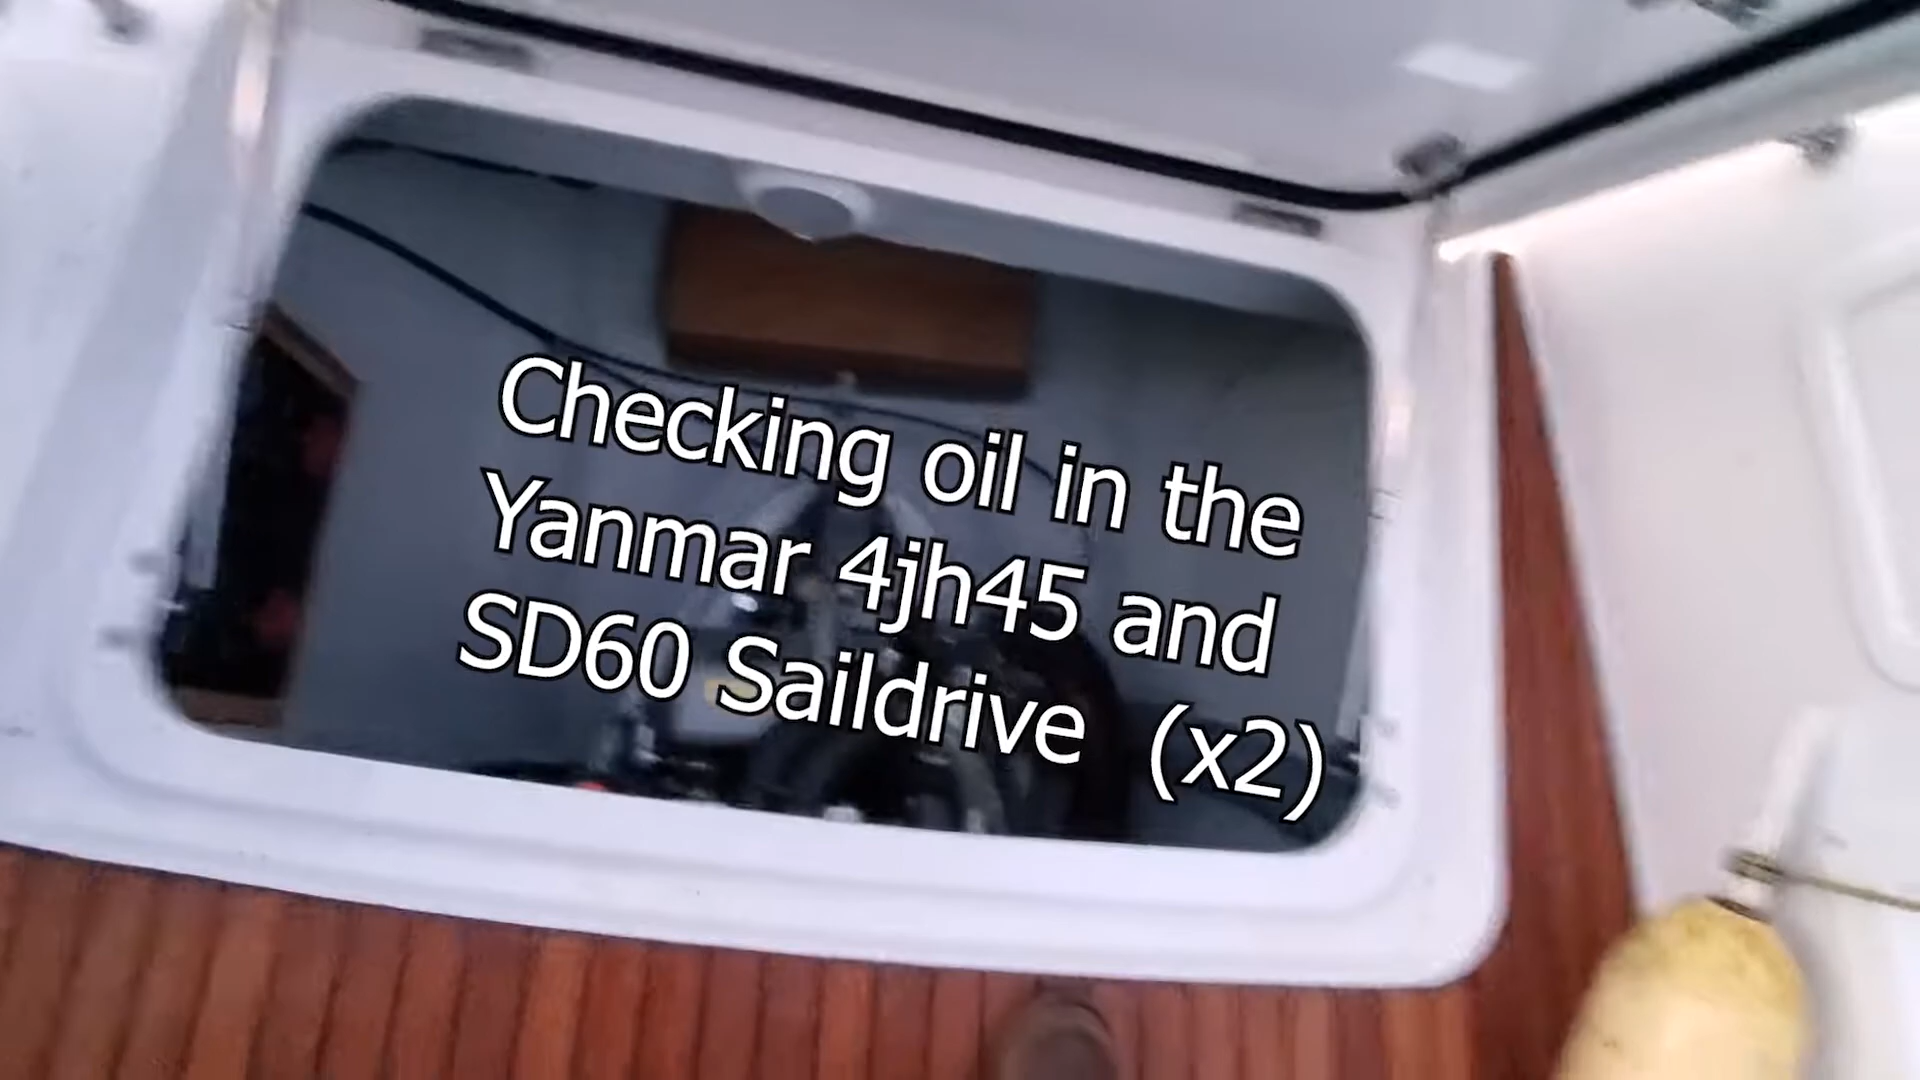 Checking oil in the
Yanmar 4jh45 and
SD60 Saildrive (x2)